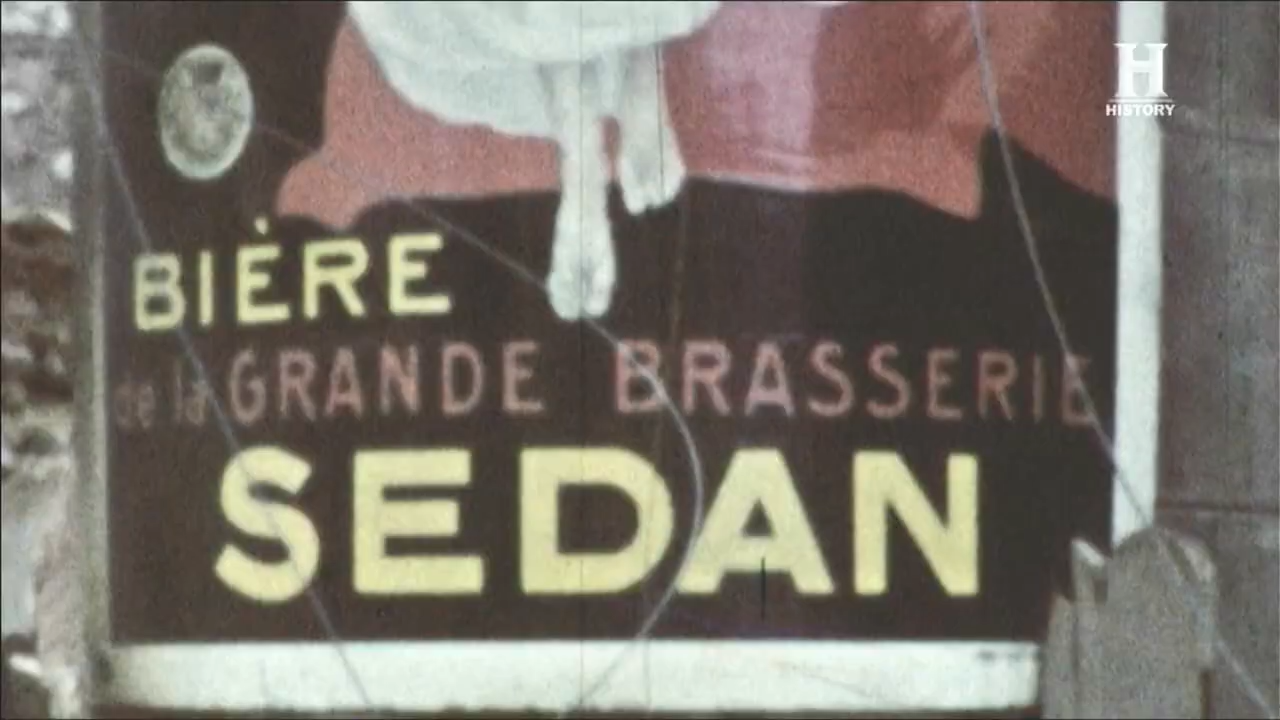 H
HISTORY
BIÈRE
de la GRANDE BRASSERIE
SEDAN